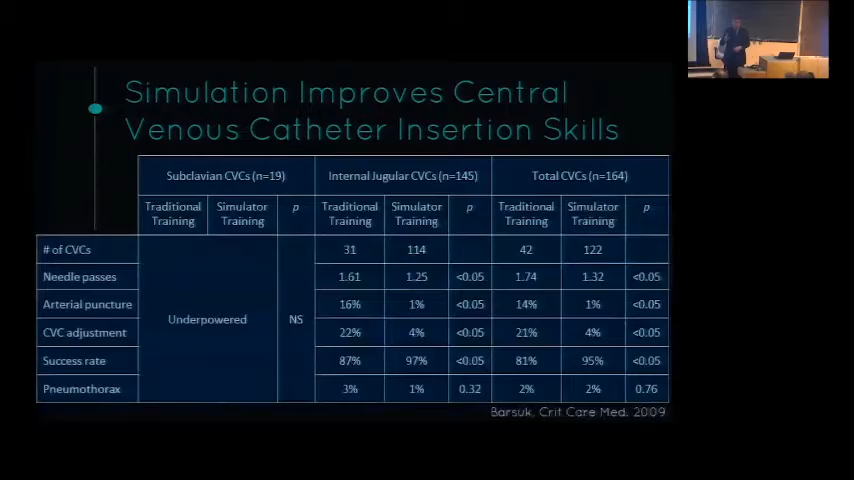 Simulation Improves Central
Venous Catheter Insertion Skills
Subclavian CVCs (n=19) Internal Jugular CVCs (n=145) Total CVCs (n=164)
Traditional Training Simulator Training p Traditional Training Simulator Training p Traditional Training Simulator Training p
# of CVCs 31 114 42 122
Needle passes 1.61 1.25 <0.05 1.74 1.32 <0.05
Arterial puncture 16% 1% <0.05 14% 1% <0.05
Underpowered NS
CVC adjustment 22% 4% <0.05 21% 4% <0.05
Success rate 87% 97% <0.05 81% 95% <0.05
Pneumothorax 3% 1% 0.32 2% 2% 0.76
Barsuk, Crit Care Med. 2009